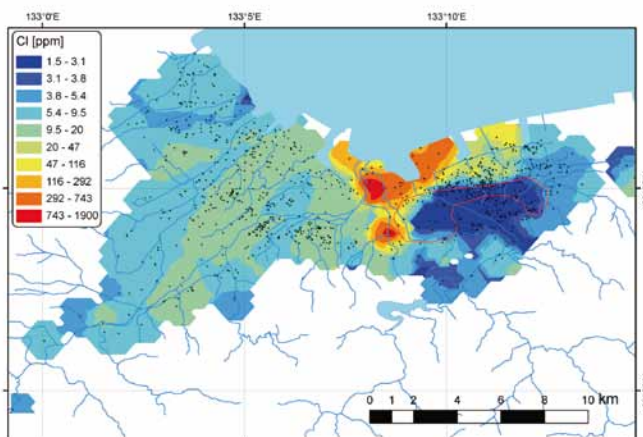 133°0'E 133°5'E 133°10'E
Cl [ppm]
1.5 - 3.1
3.1 - 3.8
3.8 - 5.4
5.4 - 9.5
9.5 - 20
20 - 47
47 - 116
116 - 292
292 - 743
743 - 1900
0 1 2 4 6 8 10 km